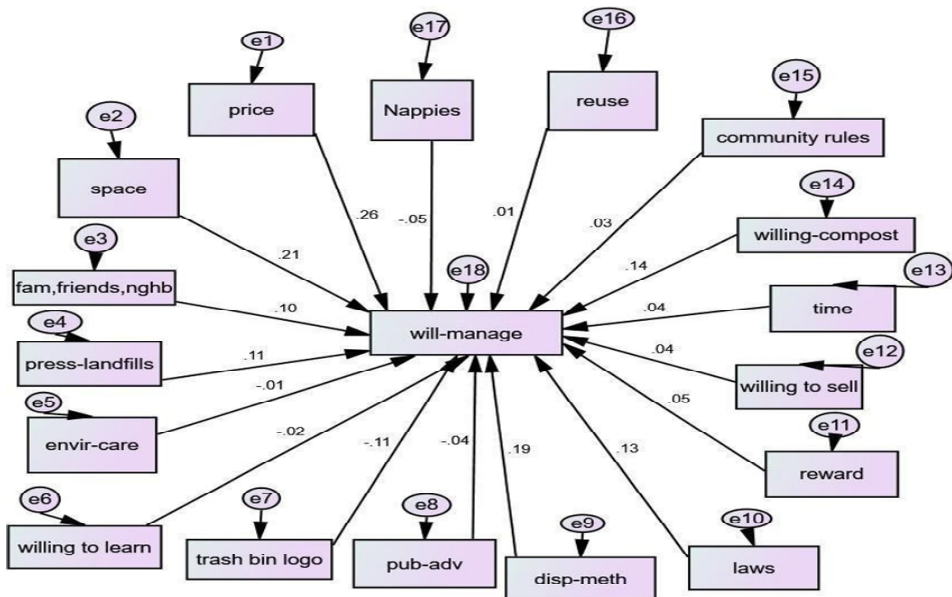 e17
e16
e1
e15
price
Nappies
reuse
community rules
e2
space
e14
willing-compost
.26
-.05
.01
.03
e3
fam,friends,nghb
.21
e18
.14
e13
time
.10
will-manage
.04
e4
press-landfills
.11
.04
e12
willing to sell
e5
envir-care
-.01
.05
e11
reward
-.02
-.11
-.04
.19
.13
e6
willing to learn
e7
trash bin logo
e8
pub-adv
e9
disp-meth
e10
laws